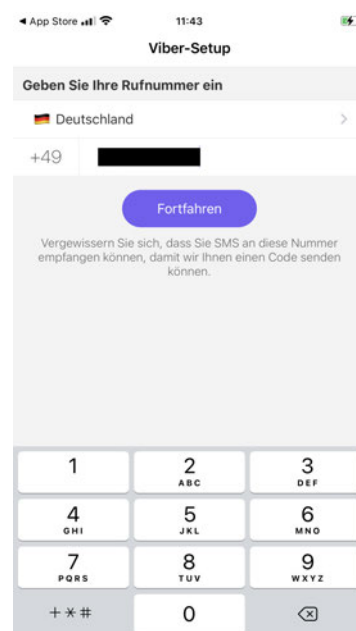 ◀ App Store
11:43
Viber-Setup
Geben Sie Ihre Rufnummer ein
Deutschland
+49
Fortfahren
Vergewissern Sie sich, dass Sie SMS an diese Nummer
empfangen können, damit wir Ihnen einen Code senden
können.
1
2
ABC
3
DEF
4
GHI
5
JKL
6
MNO
7
PQRS
8
TUV
9
WXYZ
+*#
0